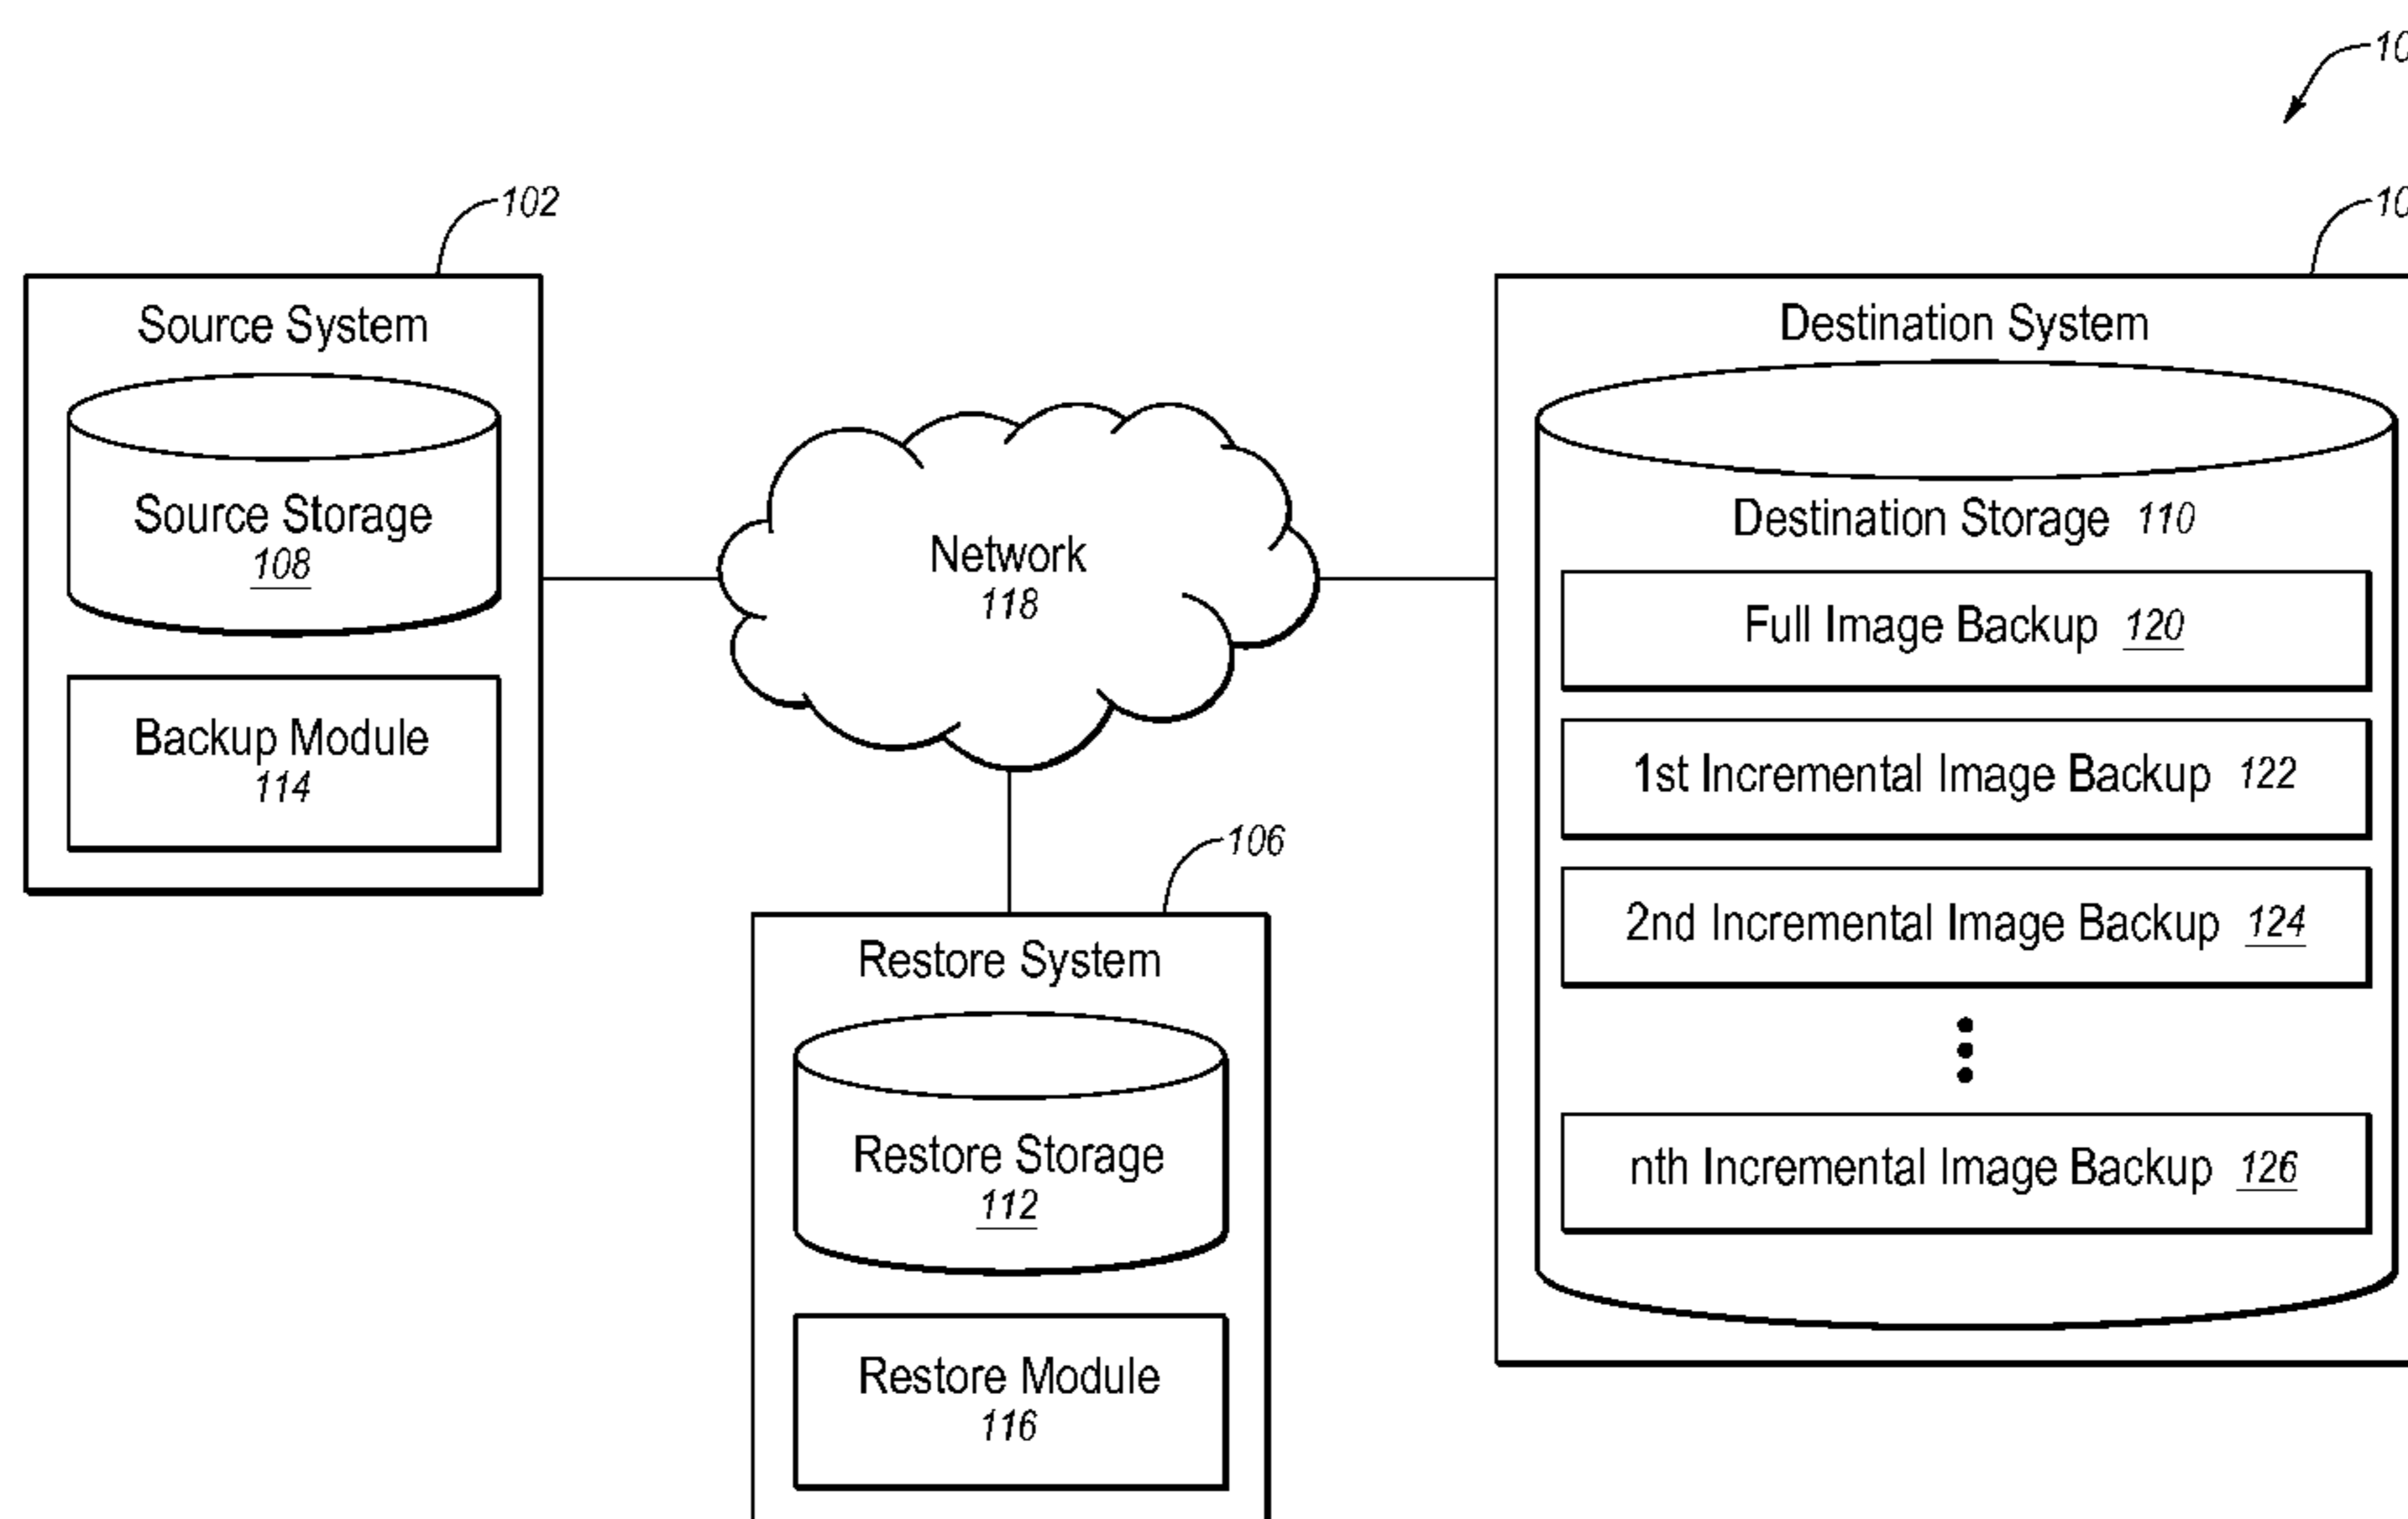 10
102
10
Source System
Source Storage
108
Backup Module
114
Network
118
Destination System
Destination Storage 110
Full Image Backup 120
1st Incremental Image Backup 122
2nd Incremental Image Backup 124
nth Incremental Image Backup 126
106
Restore System
Restore Storage
112
Restore Module
116